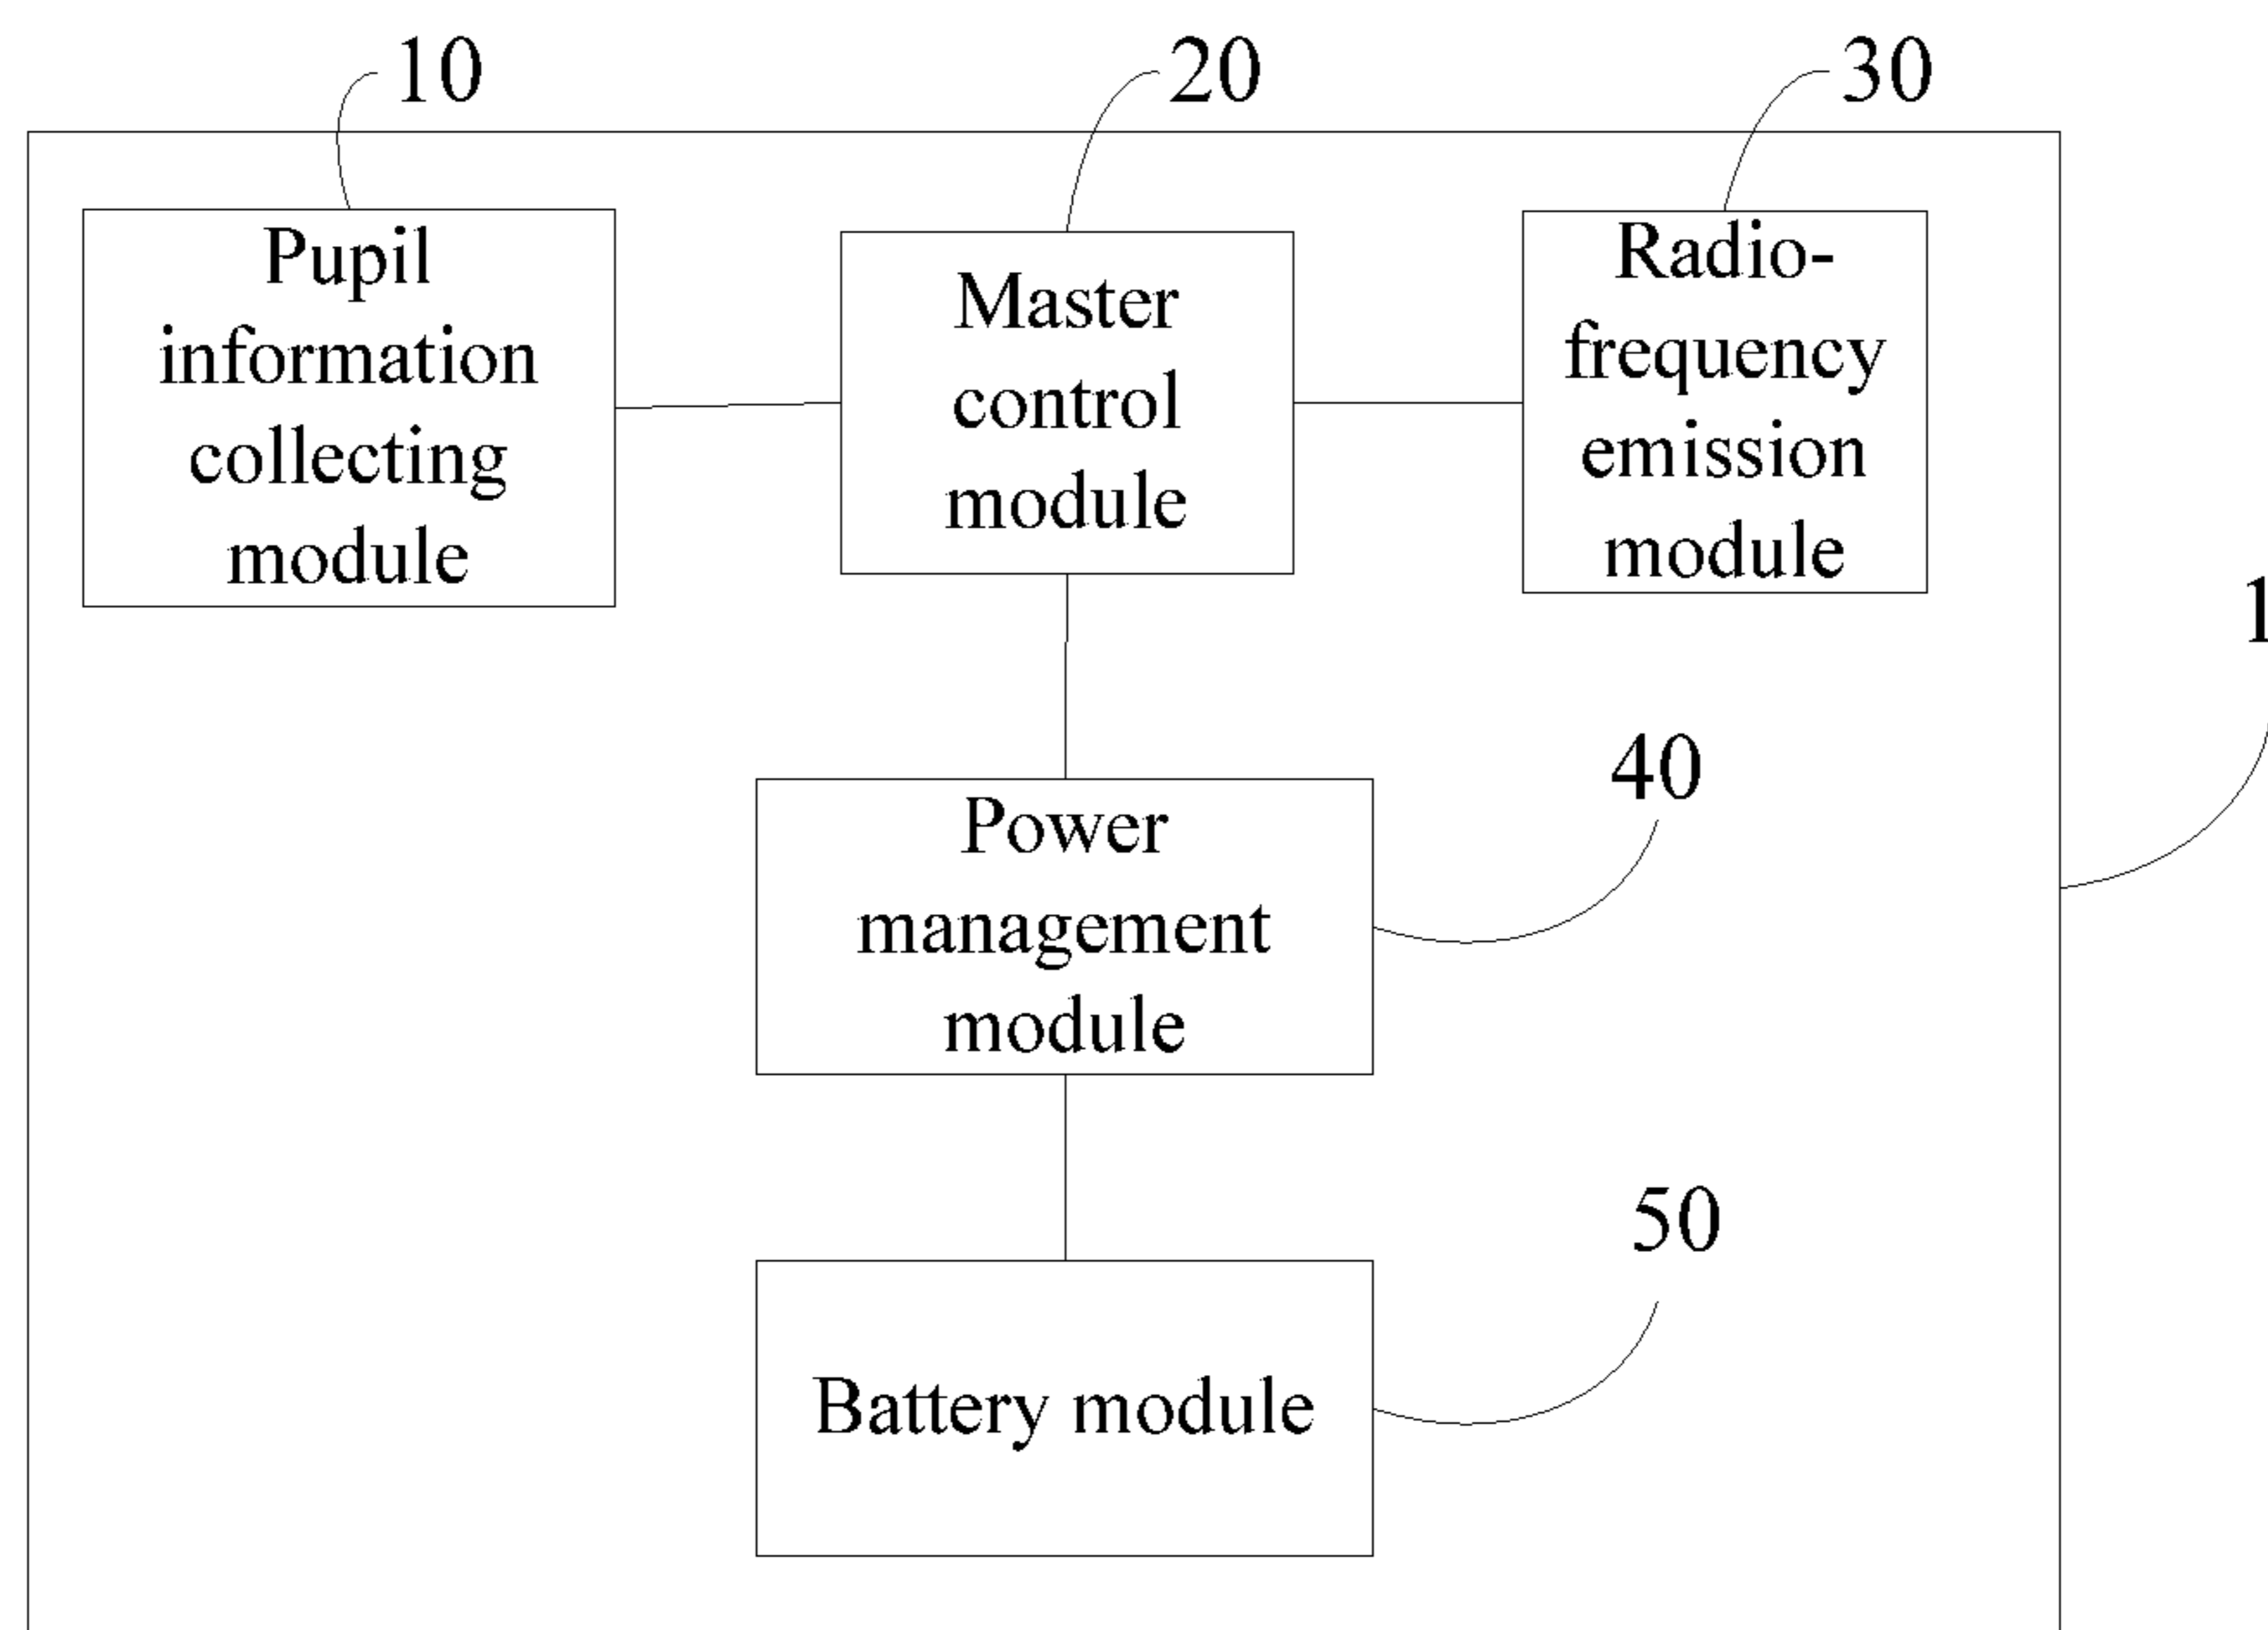 10
20
30
Pupil
information
collecting
module
Master
control
module
Radio-
frequency
emission
module
1
40
Power
management
module
50
Battery module